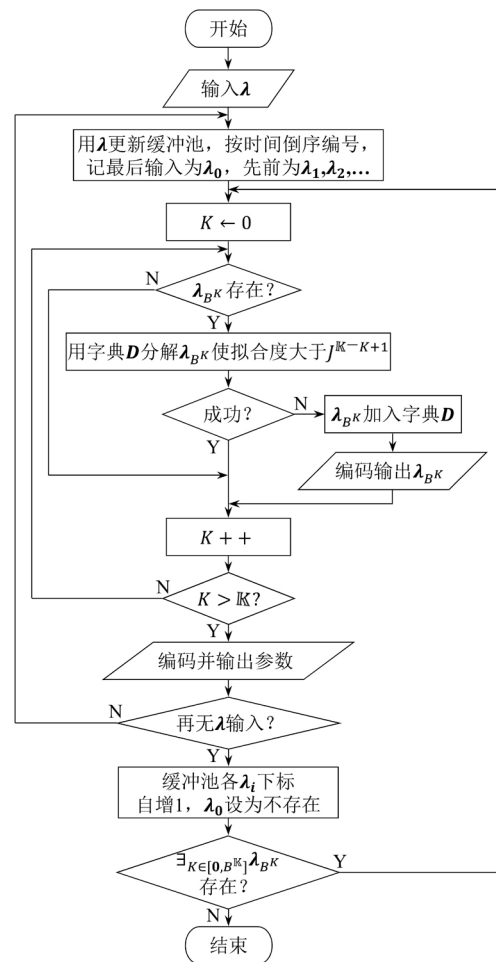 开始
输入λ
用λ更新缓冲池，按时间倒序编号，
记最后输入为λ₀，先前为λ₁,λ₂,…
K ← 0
N
λ_{B^K} 存在？
Y
用字典D分解λ_{B^K}使拟合度大于J^{𝕂−K+1}
成功？
N
Y
λ_{B^K}加入字典D
编码输出λ_{B^K}
K + +
N
K > 𝕂?
Y
编码并输出参数
N
再无λ输入？
Y
缓冲池各λᵢ下标
自增1，λ₀设为不存在
∃_{K∈[0,B^𝕂]}λ_{B^K}
存在？
Y
N
结束